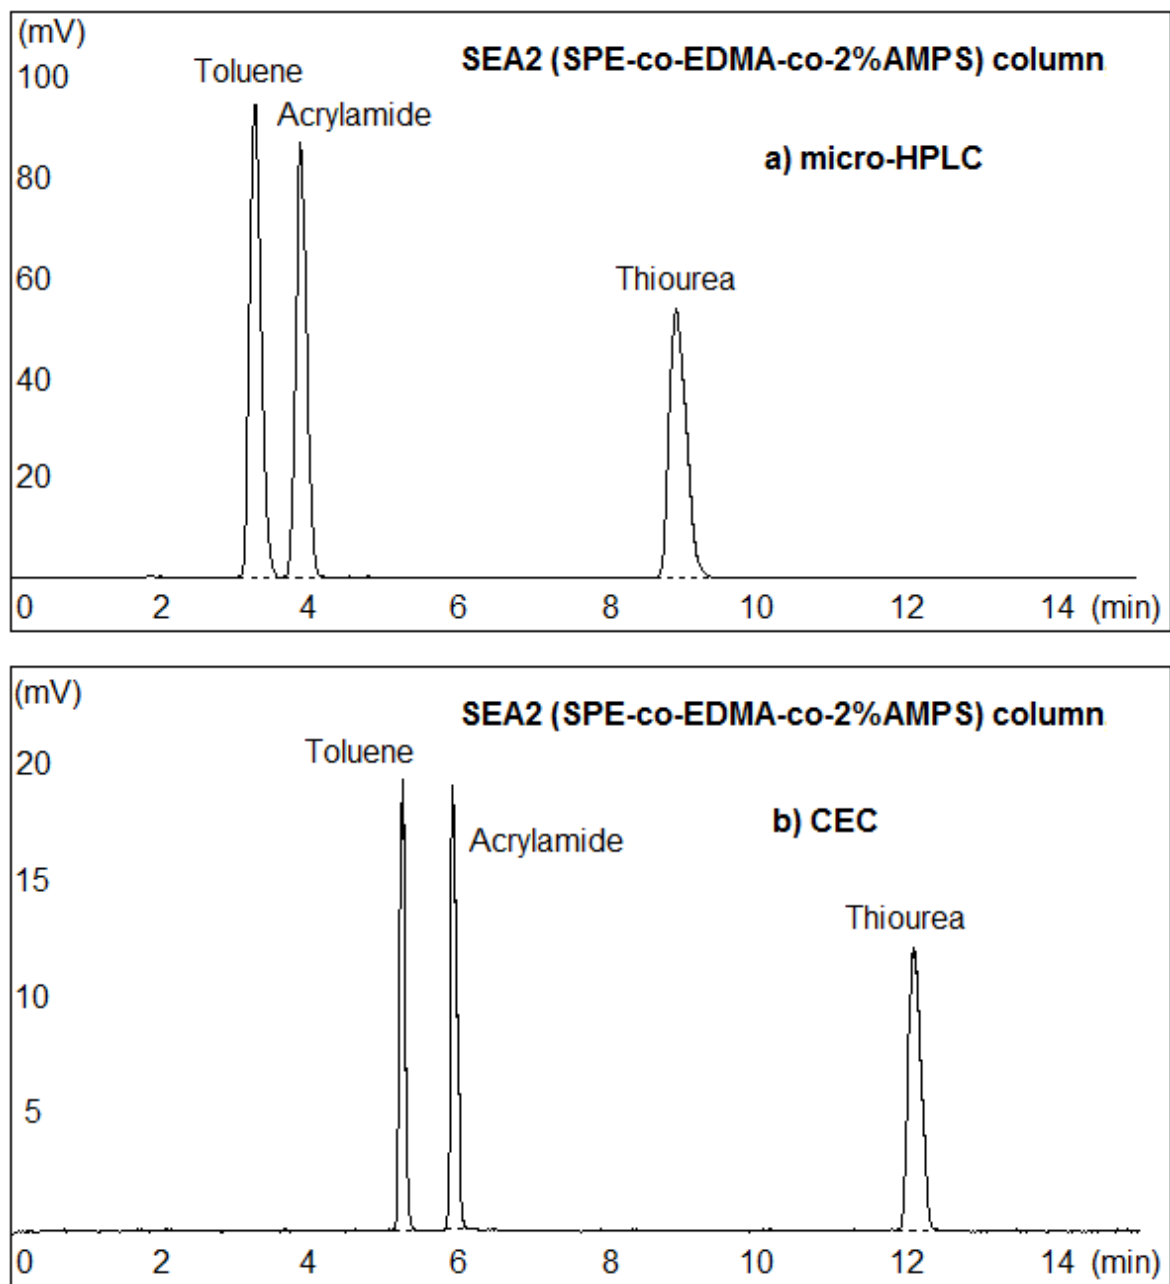 (mV)
SEA2 (SPE-co-EDMA-co-2%AMPS) column
Toluene
100
Acrylamide
a) micro-HPLC
80
60
Thiourea
40
20
0 2 4 6 8 10 12 14 (min)
(mV)
SEA2 (SPE-co-EDMA-co-2%AMPS) column
Toluene
20
b) CEC
Acrylamide
15
Thiourea
10
5
0 2 4 6 8 10 12 14 (min)